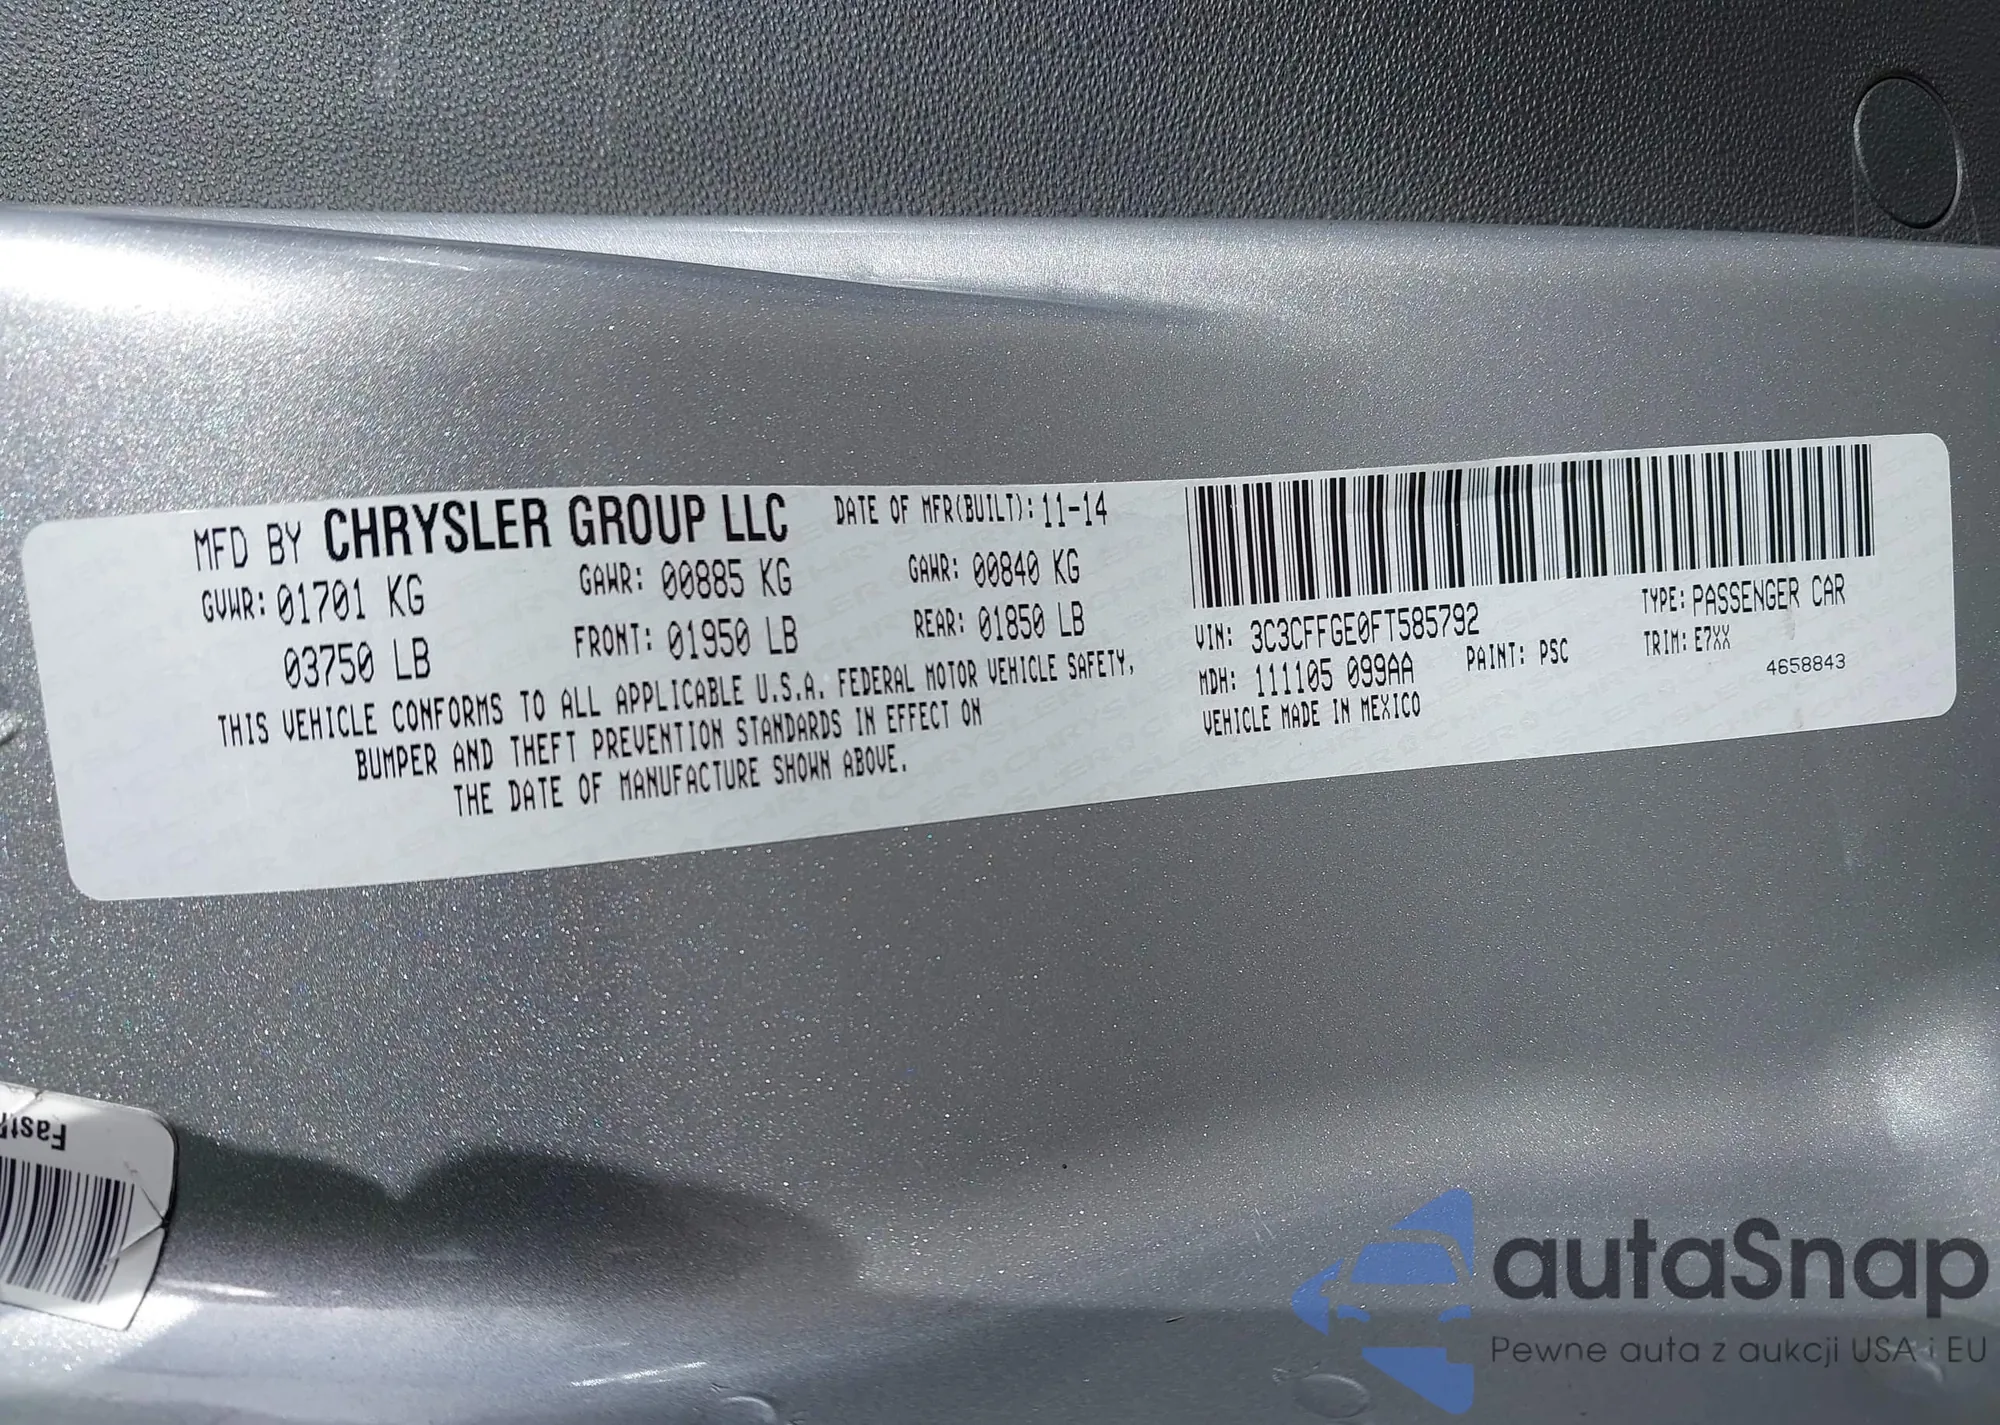 MFD BY CHRYSLER GROUP LLC DATE OF MFR(BUILT): 11-14
GVWR: 01701 KG GAWR: 00885 KG GAWR: 00840 KG
03750 LB FRONT: 01950 LB REAR: 01850 LB
THIS VEHICLE CONFORMS TO ALL APPLICABLE U.S.A. FEDERAL MOTOR VEHICLE SAFETY,
BUMPER AND THEFT PREVENTION STANDARDS IN EFFECT ON
THE DATE OF MANUFACTURE SHOWN ABOVE.
VIN: 3C3CFFGE0FT585792 TYPE: PASSENGER CAR
MDH: 111105 099AA PAINT: PSC TRIM: E7XX
VEHICLE MADE IN MEXICO 4658843
autaSnap
Pewne auta z aukcji USA i EU